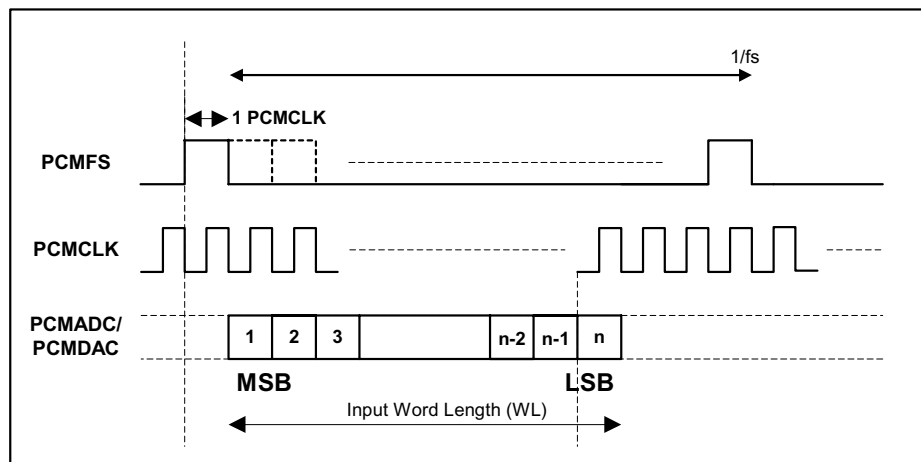 1/fs
1 PCMCLK
PCMFS
PCMCLK
PCMADC/
PCMDAC
1 2 3 n-2 n-1 n
MSB LSB
Input Word Length (WL)